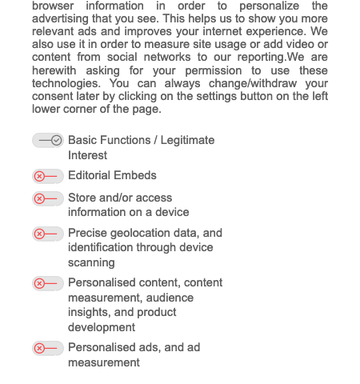 browser information in order to personalize the
advertising that you see. This helps us to show you more
relevant ads and improves your internet experience. We
also use it in order to measure site usage or add video or
content from social networks to our reporting.We are
herewith asking for your permission to use these
technologies. You can always change/withdraw your
consent later by clicking on the settings button on the left
lower corner of the page.
Basic Functions / Legitimate
Interest
Editorial Embeds
Store and/or access
information on a device
Precise geolocation data, and
identification through device
scanning
Personalised content, content
measurement, audience
insights, and product
development
Personalised ads, and ad
measurement